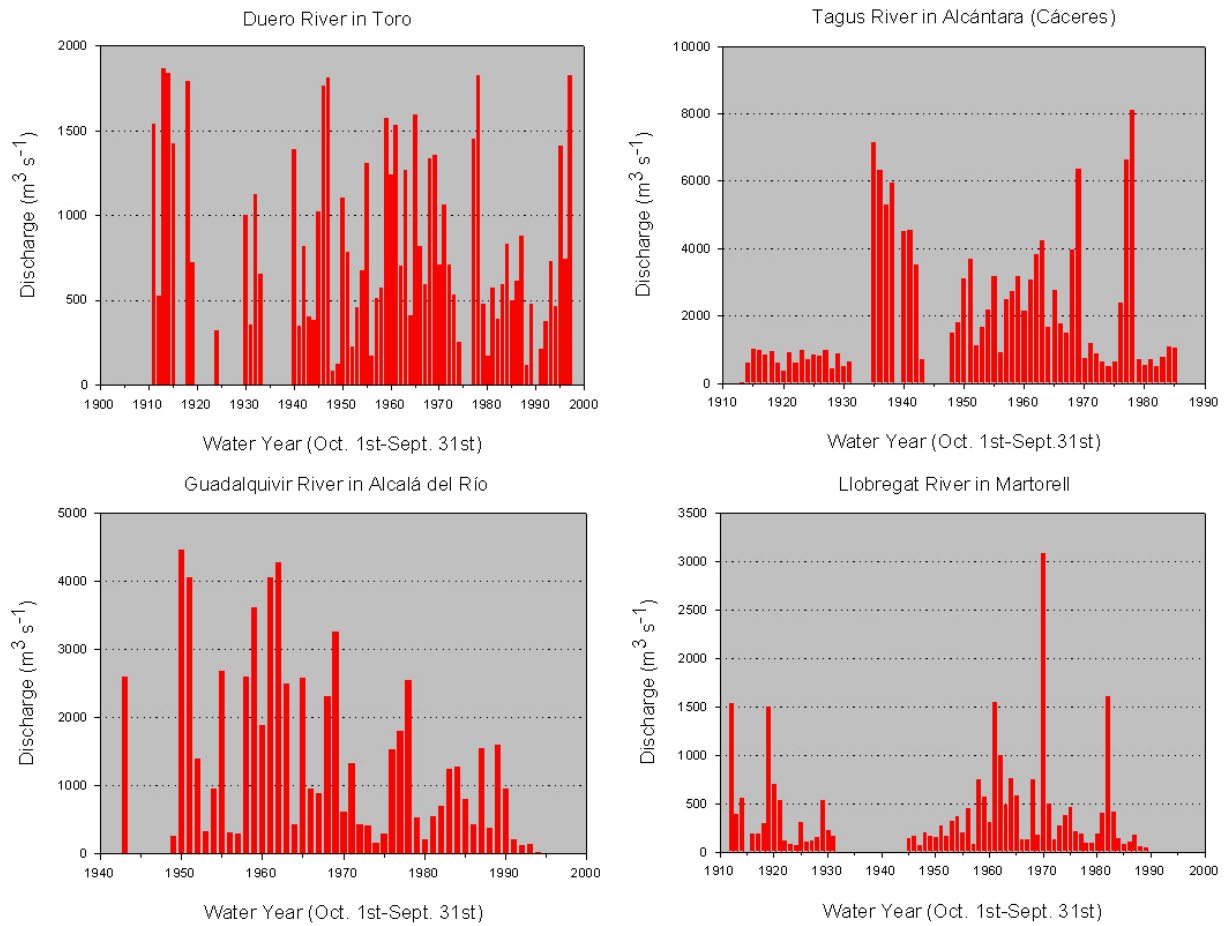 Duero River in Toro
2000
1500
1000
500
0
Discharge (m³ s⁻¹)
1900 1910 1920 1930 1940 1950 1960 1970 1980 1990 2000
Water Year (Oct. 1st-Sept. 31st)
Tagus River in Alcántara (Cáceres)
10000
8000
6000
4000
2000
0
Discharge (m³ s⁻¹)
1910 1920 1930 1940 1950 1960 1970 1980 1990
Water Year (Oct. 1st-Sept.31st)
Guadalquivir River in Alcalá del Río
5000
4000
3000
2000
1000
0
Discharge (m³ s⁻¹)
1940 1950 1960 1970 1980 1990 2000
Water Year (Oct. 1st-Sept. 31st)
Llobregat River in Martorell
3500
3000
2500
2000
1500
1000
500
0
Discharge (m³ s⁻¹)
1910 1920 1930 1940 1950 1960 1970 1980 1990 2000
Water Year (Oct. 1st-Sept. 31st)